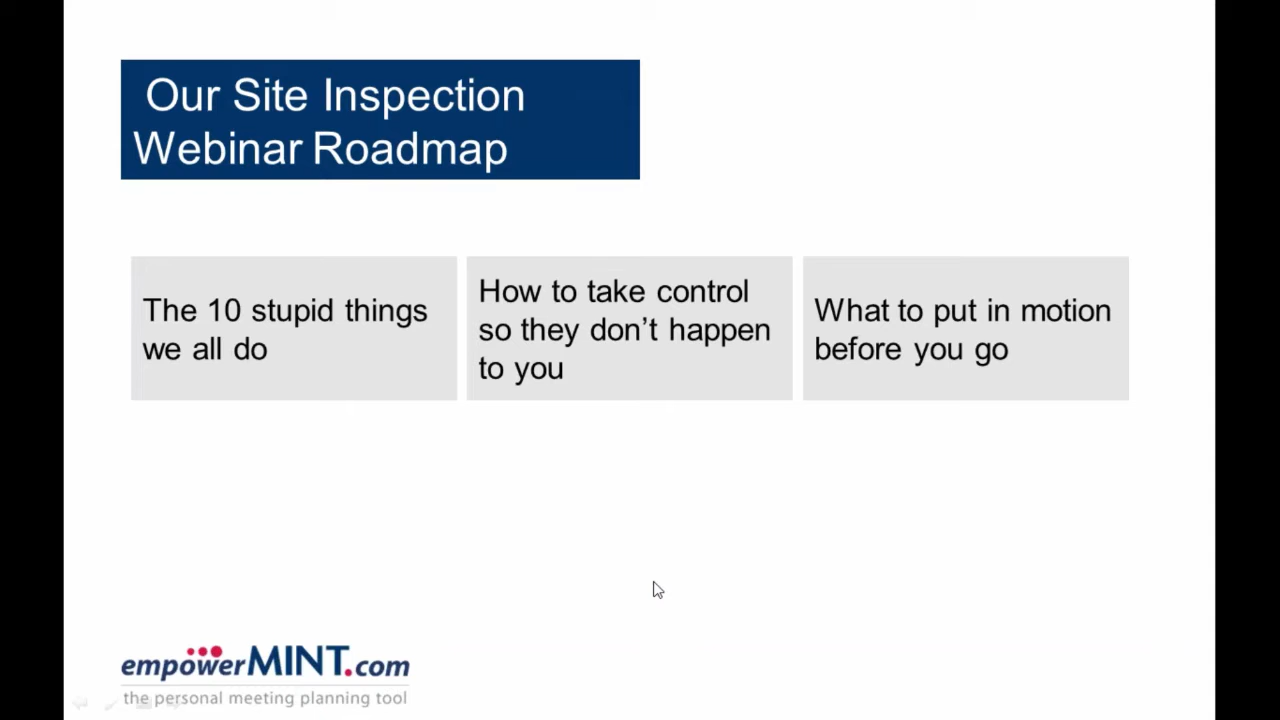 Our Site Inspection
Webinar Roadmap
The 10 stupid things
we all do
How to take control
so they don’t happen
to you
What to put in motion
before you go
empowerMINT.com
the personal meeting planning tool